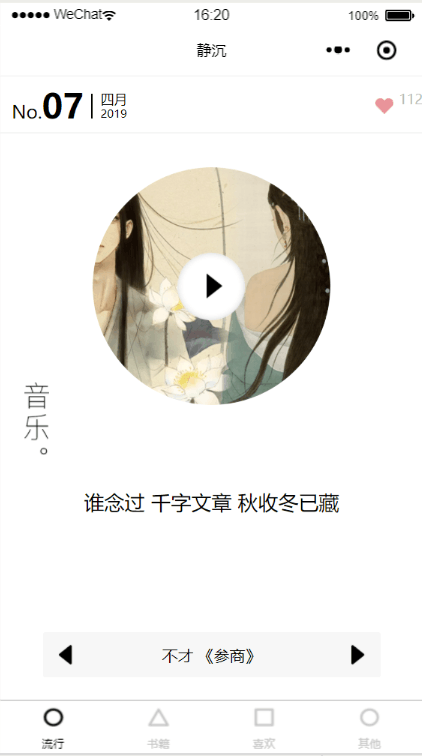 WeChat 16:20 100%
静沉
No.07 四月
2019
112
音乐。
谁念过 千字文章 秋收冬已藏
不才 《参商》
流行 书籍 喜欢 其他